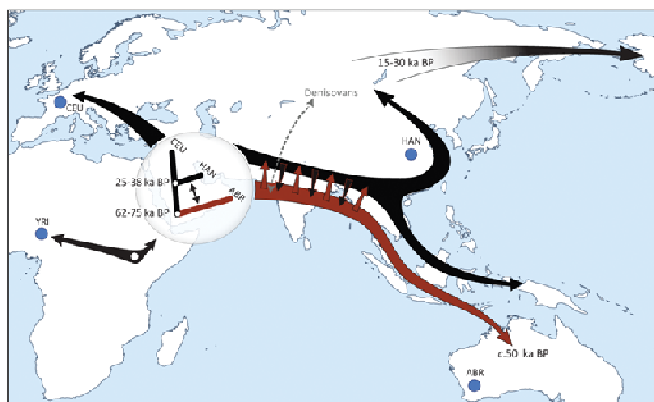 15-30 ka BP
Denisovans
CEU
HAN
CEU
HAN
ABR
25-38 ka BP
62-75 ka BP
YRI
c.50 ka BP
ABR